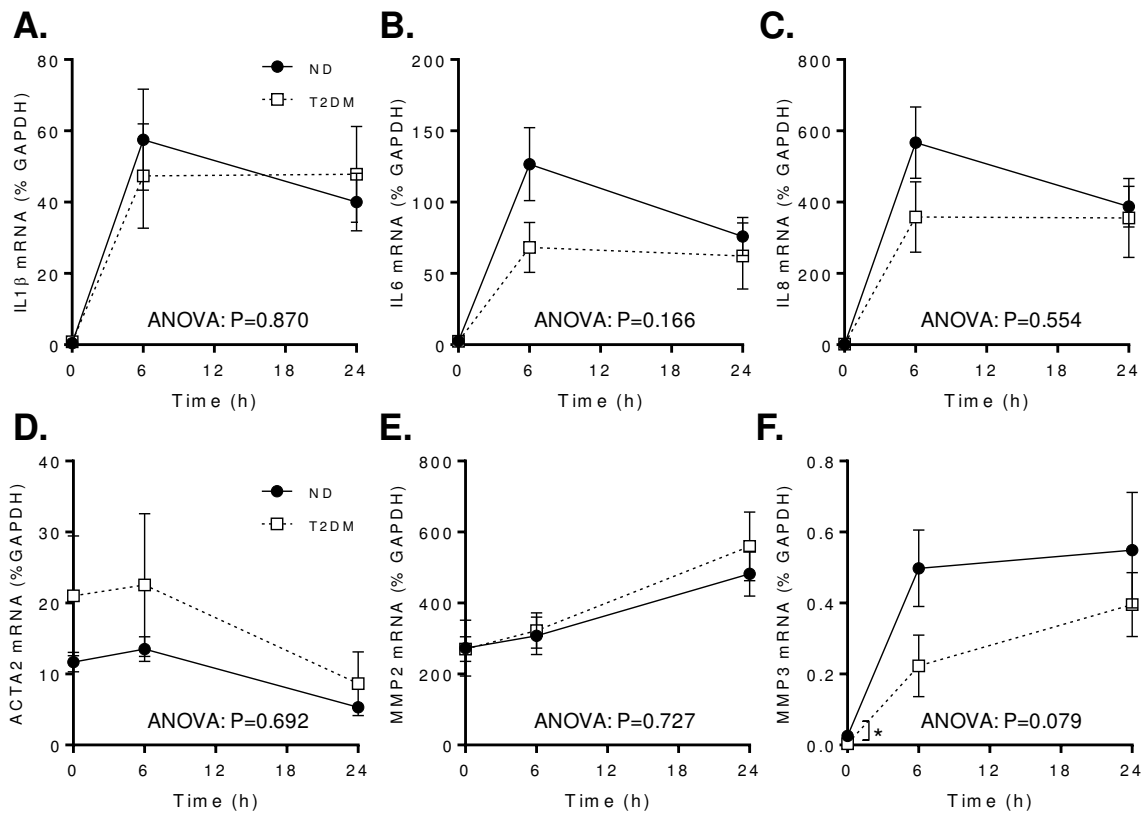 A.
IL1β mRNA (% GAPDH)
80
60
40
20
0
ND
T2DM
ANOVA: P=0.870
0 6 12 18 24
Time (h)
B.
IL6 mRNA (% GAPDH)
200
150
100
50
0
ANOVA: P=0.166
0 6 12 18 24
Time (h)
C.
IL8 mRNA (% GAPDH)
800
600
400
200
0
ANOVA: P=0.554
0 6 12 18 24
Time (h)
D.
ACTA2 mRNA (%GAPDH)
40
30
20
10
0
ND
T2DM
ANOVA: P=0.692
0 6 12 18 24
Time (h)
E.
MMP2 mRNA (% GAPDH)
800
600
400
200
0
ANOVA: P=0.727
0 6 12 18 24
Time (h)
F.
MMP3 mRNA (% GAPDH)
0.8
0.6
0.4
0.2
0.0
ANOVA: P=0.079
*
0 6 12 18 24
Time (h)